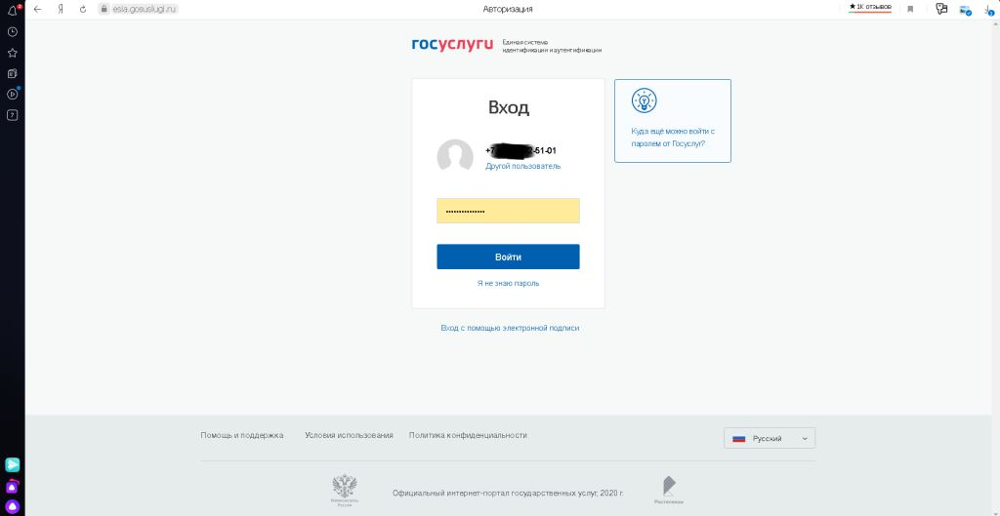 esia.gosuslugi.ru
Авторизация
★ 1К отзывов
госуслуги
Единая система
идентификации и аутентификации
Вход
+7 2-51-01
Другой пользователь
Войти
Я не знаю пароль
Куда ещё можно войти с
паролем от Госуслуг?
Вход с помощью электронной подписи
Помощь и поддержка Условия использования Политика конфиденциальности
Русский
Официальный интернет-портал государственных услуг, 2020 г.
Минкомсвязь
России
Ростелеком